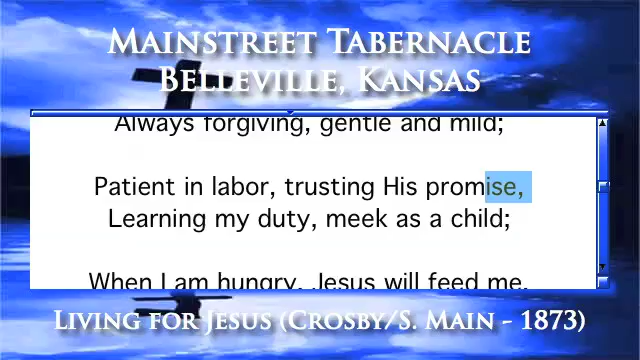 Mainstreet Tabernacle
Belleville, Kansas
Always forgiving, gentle and mild;
Patient in labor, trusting His promise,
Learning my duty, meek as a child;
When I am hungry, Jesus will feed me,
Living for Jesus (Crosby/S. Main - 1873)